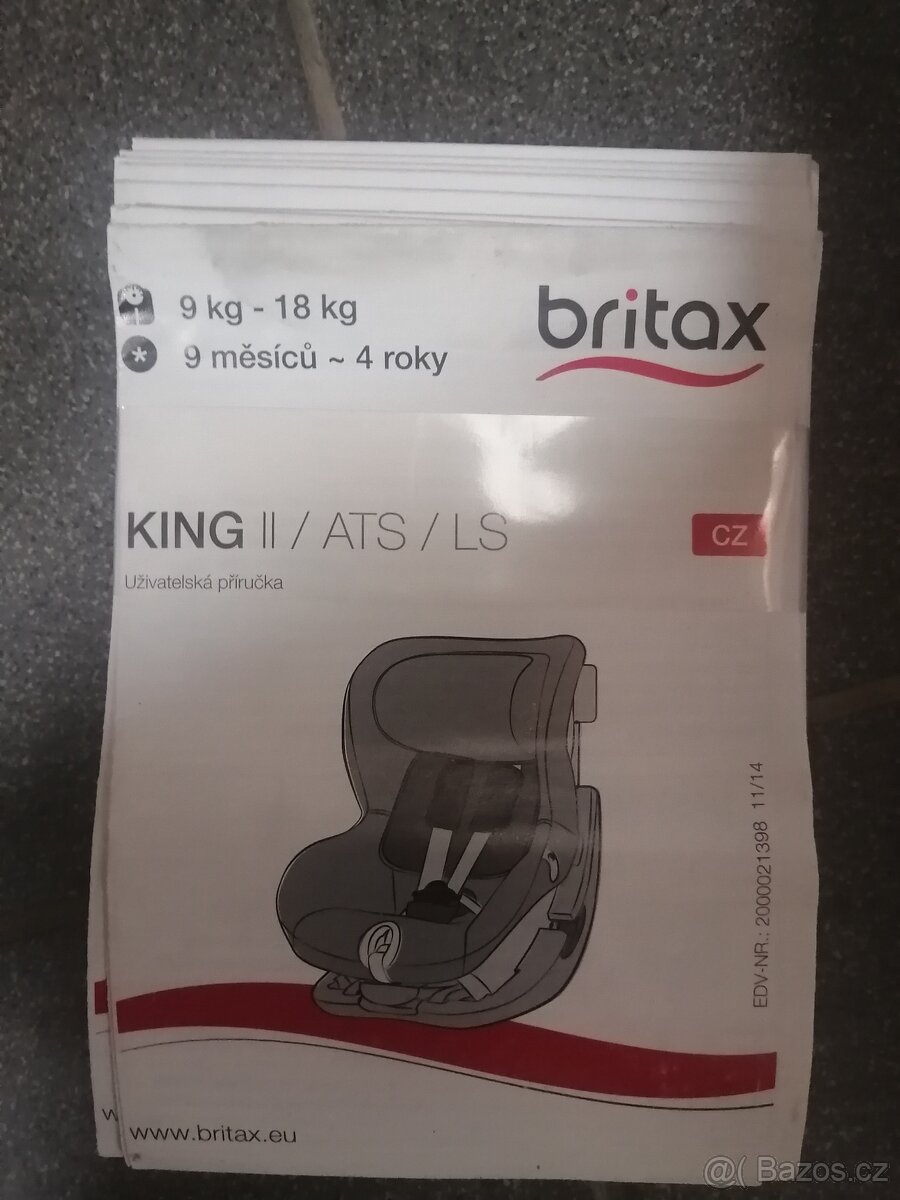 9 kg - 18 kg
9 měsíců ~ 4 roky
britax
KING II / ATS / LS
CZ
Uživatelská příručka
EDV-NR.: 2000021398 11/14
w
www.britax.eu
@( Bazos.cz